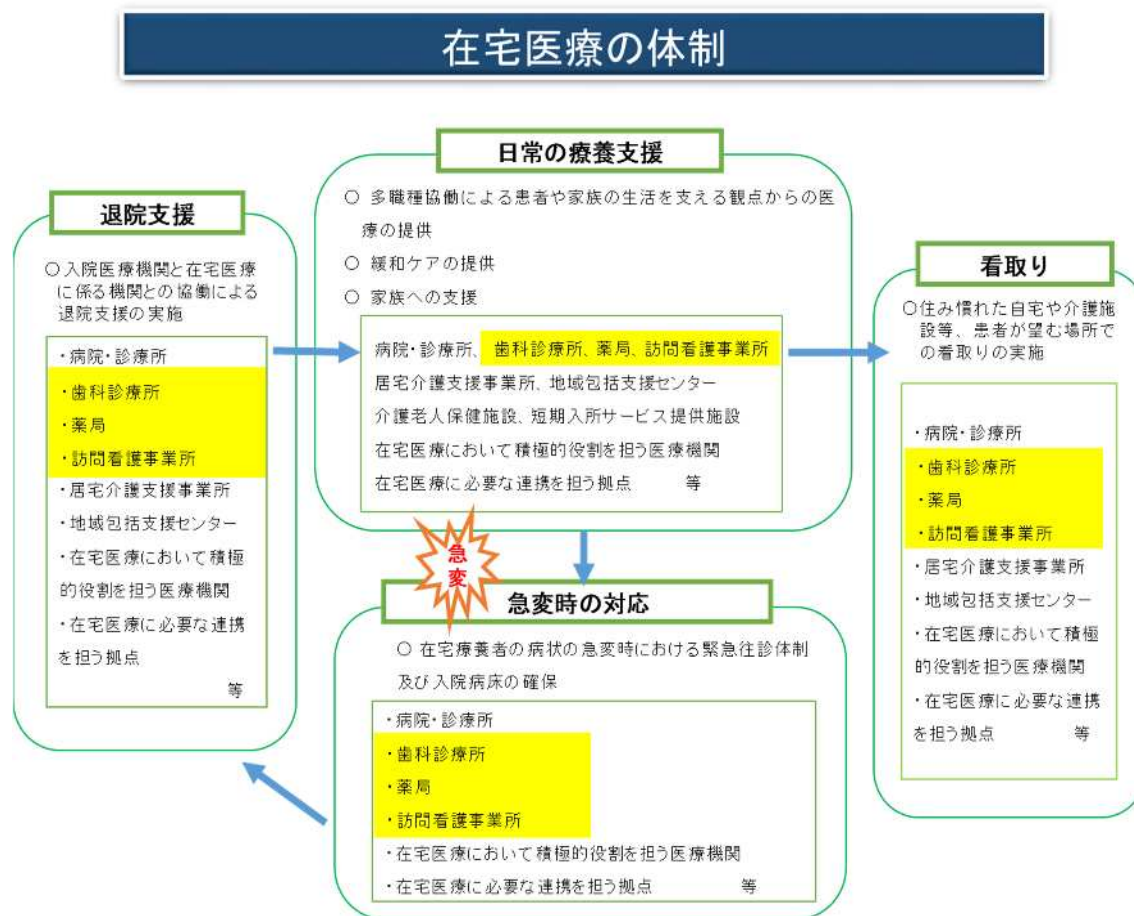 在宅医療の体制
退院支援
〇入院医療機関と在宅医療
に係る機関との協働による
退院支援の実施
・病院・診療所
・歯科診療所
・薬局
・訪問看護事業所
・居宅介護支援事業所
・地域包括支援センター
・在宅医療において積極
的役割を担う医療機関
・在宅医療に必要な連携
を担う拠点
等
日常の療養支援
〇 多職種協働による患者や家族の生活を支える観点からの医
療の提供
〇 緩和ケアの提供
〇 家族への支援
病院・診療所、歯科診療所、薬局、訪問看護事業所
居宅介護支援事業所、地域包括支援センター
介護老人保健施設、短期入所サービス提供施設
在宅医療において積極的役割を担う医療機関
在宅医療に必要な連携を担う拠点 等
急
変
急変時の対応
〇 在宅療養者の病状の急変時における緊急往診体制
及び入院病床の確保
・病院・診療所
・歯科診療所
・薬局
・訪問看護事業所
・在宅医療において積極的役割を担う医療機関
・在宅医療に必要な連携を担う拠点 等
看取り
〇住み慣れた自宅や介護施
設等、患者が望む場所で
の看取りの実施
・病院・診療所
・歯科診療所
・薬局
・訪問看護事業所
・居宅介護支援事業所
・地域包括支援センター
・在宅医療において積極
的役割を担う医療機関
・在宅医療に必要な連携
を担う拠点 等